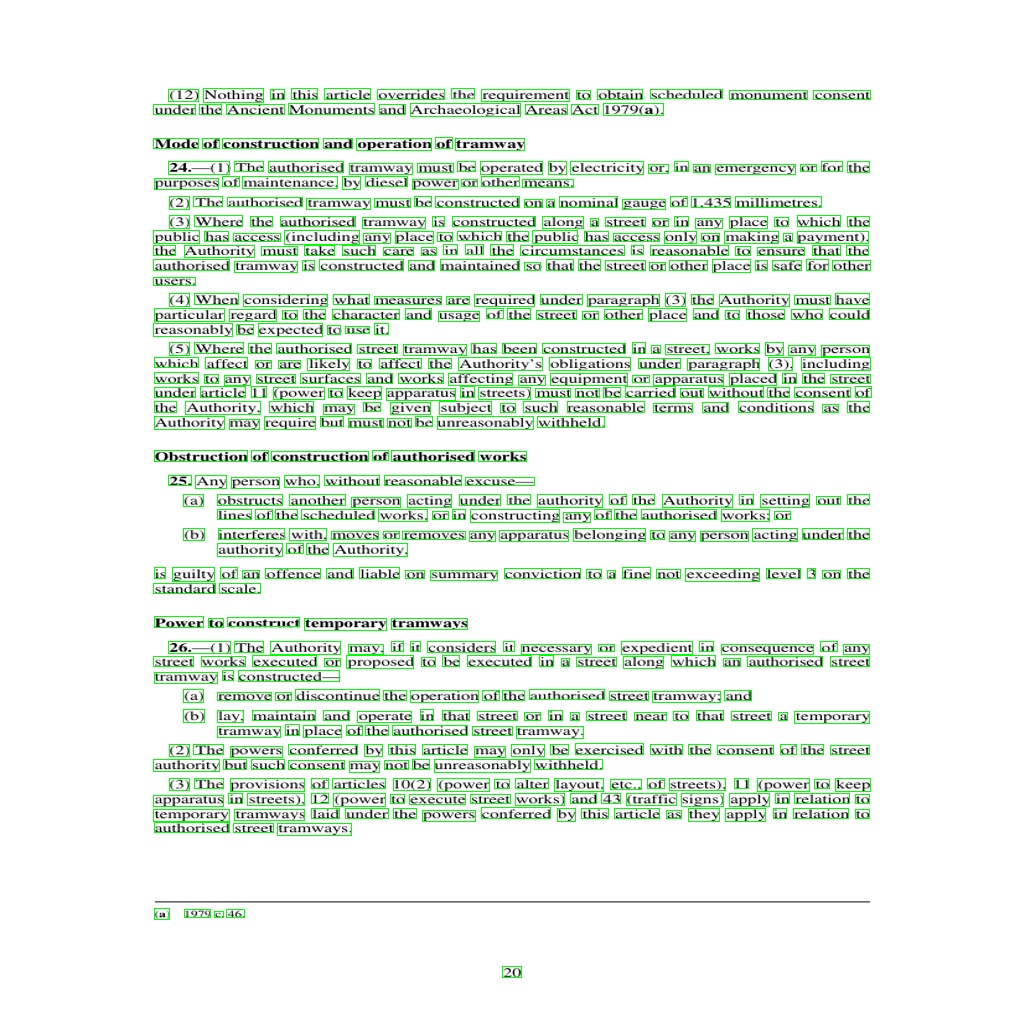 (12) Nothing in this article overrides the requirement to obtain scheduled monument consent
under the Ancient Monuments and Archaeological Areas Act 1979(a).
Mode of construction and operation of tramway
24.—(1) The authorised tramway must be operated by electricity or, in an emergency or for the
purposes of maintenance, by diesel power or other means.
(2) The authorised tramway must be constructed on a nominal gauge of 1,435 millimetres.
(3) Where the authorised tramway is constructed along a street or in any place to which the
public has access (including any place to which the public has access only on making a payment),
the Authority must take such care as in all the circumstances is reasonable to ensure that the
authorised tramway is constructed and maintained so that the street or other place is safe for other
users.
(4) When considering what measures are required under paragraph (3) the Authority must have
particular regard to the character and usage of the street or other place and to those who could
reasonably be expected to use it.
(5) Where the authorised street tramway has been constructed in a street, works by any person
which affect or are likely to affect the Authority's obligations under paragraph (3), including
works to any street surfaces and works affecting any equipment or apparatus placed in the street
under article 11 (power to keep apparatus in streets) must not be carried out without the consent of
the Authority, which may be given subject to such reasonable terms and conditions as the
Authority may require but must not be unreasonably withheld.
Obstruction of construction of authorised works
25. Any person who, without reasonable excuse—
(a) obstructs another person acting under the authority of the Authority in setting out the
lines of the scheduled works, or in constructing any of the authorised works; or
(b) interferes with, moves or removes any apparatus belonging to any person acting under the
authority of the Authority,
is guilty of an offence and liable on summary conviction to a fine not exceeding level 3 on the
standard scale.
Power to construct temporary tramways
26.—(1) The Authority may, if it considers it necessary or expedient in consequence of any
street works executed or proposed to be executed in a street along which an authorised street
tramway is constructed—
(a) remove or discontinue the operation of the authorised street tramway; and
(b) lay, maintain and operate in that street or in a street near to that street a temporary
tramway in place of the authorised street tramway.
(2) The powers conferred by this article may only be exercised with the consent of the street
authority but such consent may not be unreasonably withheld.
(3) The provisions of articles 10(2) (power to alter layout, etc., of streets), 11 (power to keep
apparatus in streets), 12 (power to execute street works) and 43 (traffic signs) apply in relation to
temporary tramways laid under the powers conferred by this article as they apply in relation to
authorised street tramways.
(a) 1979 c. 46.
20